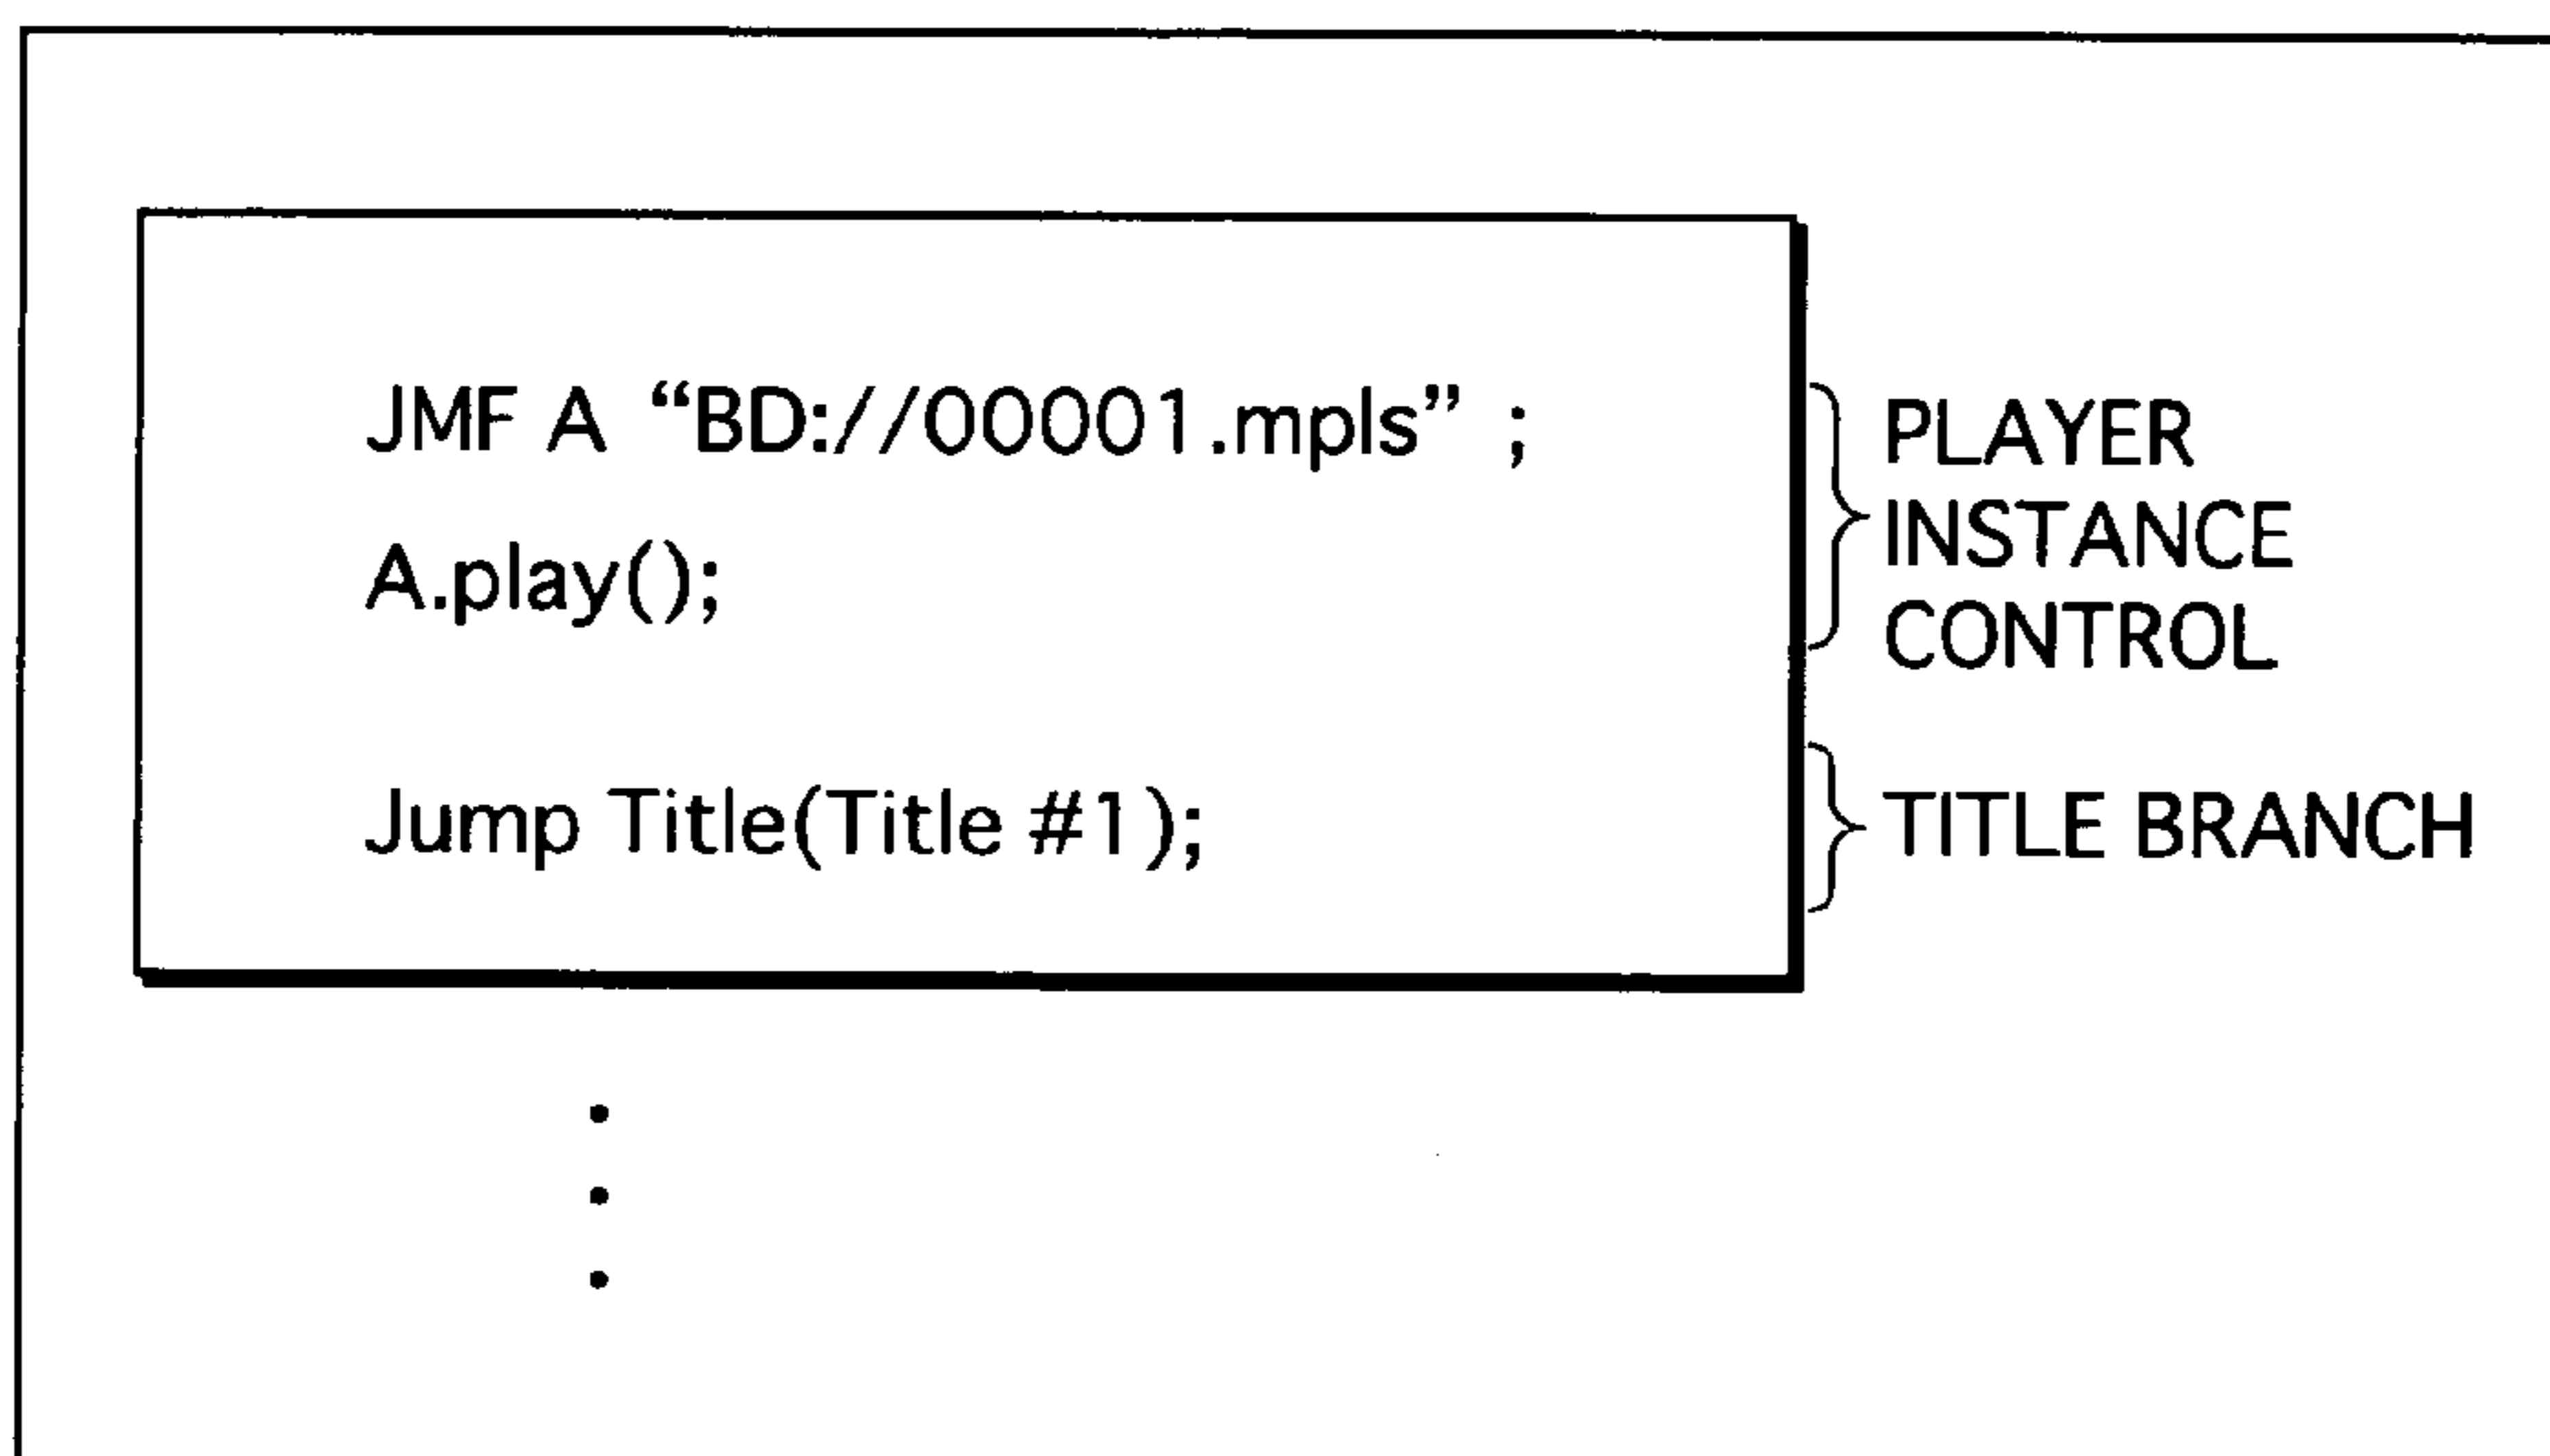 JMF A “BD://00001.mpls” ;
A.play();
Jump Title(Title #1);
PLAYER
INSTANCE
CONTROL
TITLE BRANCH